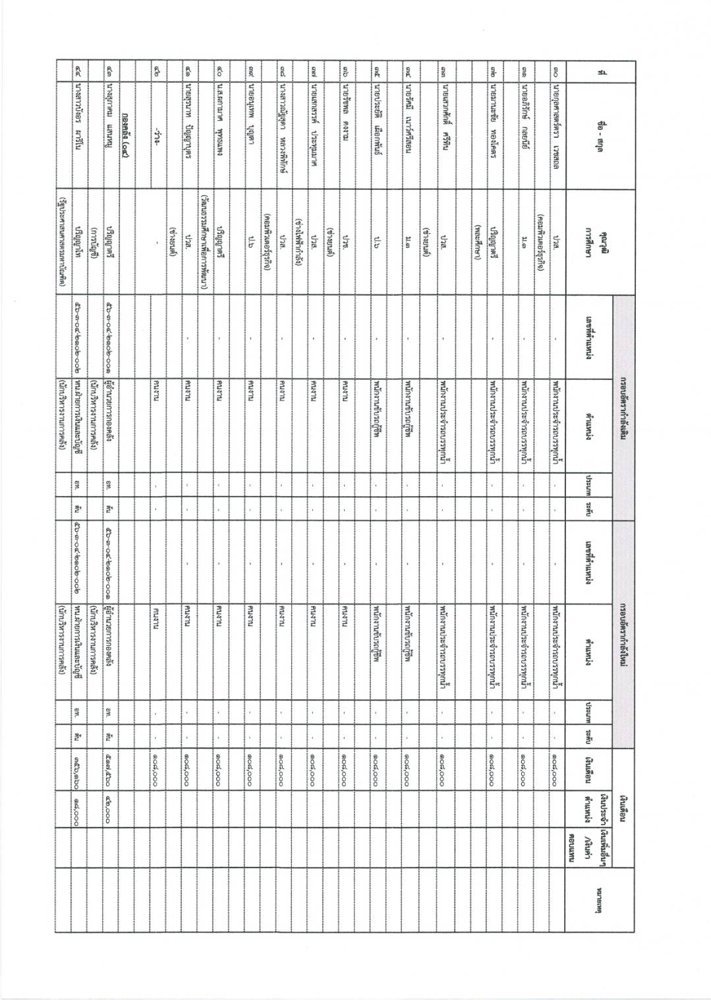 ที่ ชื่อ - สกุล คุณวุฒิการศึกษา กรอบอัตรากำลังเดิม กรอบอัตรากำลังใหม่ เงินเดือน หมายเหตุ
เลขที่ตำแหน่ง ตำแหน่ง ประเภท ระดับ เลขที่ตำแหน่ง ตำแหน่ง ประเภท ระดับ เงินเดือน เงินประจำตำแหน่ง เงินเพิ่มอื่นๆ/เงินค่าตอบแทน
๓๐ นายกุลศาสตร์ตรา เวชสถล ปวส. - พนักงานประจำรถบรรทุกน้ำ - - - พนักงานประจำรถบรรทุกน้ำ - - ๑๐๘,๐๐๐
(คอมพิวเตอร์ธุรกิจ)
๓๑ นายอภิรักษ์ กลยนีย์ ม.๓ - พนักงานประจำรถบรรทุกน้ำ - - - พนักงานประจำรถบรรทุกน้ำ - - ๑๐๘,๐๐๐
๓๒ นายมานะชัย ทองโคตร ปริญญาตรี - พนักงานประจำรถบรรทุกน้ำ - - - พนักงานประจำรถบรรทุกน้ำ - - ๑๐๘,๐๐๐
(พละศึกษา)
๓๓ นายเสวกศักดิ์ ศรีทิน ปวส. - พนักงานประจำรถบรรทุกน้ำ - - - พนักงานประจำรถบรรทุกน้ำ - - ๑๐๘,๐๐๐
(ช่างยนต์)
๓๔ นายรัศมี เนาว์ศรีสอน ม.๓ - พนักงานขับรถกู้ชีพ - - - พนักงานขับรถกู้ชีพ - - ๑๐๘,๐๐๐
๓๕ นายประยัติ เผือกพันธ์ ป.๖ - พนักงานขับรถกู้ชีพ - - - พนักงานขับรถกู้ชีพ - - ๑๐๘,๐๐๐
๓๖ นายรัชพล คงงาม ปวช. - คนงาน - - - คนงาน - - ๑๐๘,๐๐๐
(ช่างยนต์)
๓๗ นายเสกสรรค์ ประทุมมาศ ปวส. - คนงาน - - - คนงาน - - ๑๐๘,๐๐๐
(ช่างไฟฟ้ากำลัง)
๓๘ นางสาวณัฐสุดา หลวงพิทักษ์ ปวส. - คนงาน - - - คนงาน - - ๑๐๘,๐๐๐
(คอมพิวเตอร์ธุรกิจ)
๓๙ นายอนุเทพ บุญตา ป.๖ - คนงาน - - - คนงาน - - ๑๐๘,๐๐๐
๔๐ น.ส.ผกามาศ พุทธแพง ปริญญาตรี - คนงาน - - - คนงาน - - ๑๐๘,๐๐๐
(วัฒนธรรมศึกษาเพื่อการพัฒนา)
๔๑ นายสุรบาท ปัญญาบุตร ปวส. - คนงาน - - - คนงาน - - ๑๐๘,๐๐๐
(ช่างยนต์)
๔๒ -ว่าง- - คนงาน - - คนงาน - - ๑๐๘,๐๐๐
กองคลัง (๐๔)
๔๓ นางสุภาคม แสนหมู ปริญญาตรี ๕๖-๓-๐๔-๒๑๐๒-๐๐๑ ผู้อำนวยการกองคลัง อท. ต้น ๕๖-๓-๐๔-๒๑๐๒-๐๐๑ ผู้อำนวยการกองคลัง อท. ต้น ๕๑๗,๕๖๐ ๔๒,๐๐๐
(การบัญชี) (นักบริหารงานการคลัง) (นักบริหารงานการคลัง)
๔๔ นางสาวบังอร ผาริโน ปริญญาโท ๕๖-๓-๐๔-๒๑๐๒-๐๐๒ หน.ฝ่ายการเงินและบัญชี อท. ต้น ๕๖-๓-๐๔-๒๑๐๒-๐๐๒ หน.ฝ่ายการเงินและบัญชี อท. ต้น ๓๕๖,๑๖๐ ๑๘,๐๐๐
(รัฐประศาสนศาสตรมหาบัณฑิต) (นักบริหารงานการคลัง) (นักบริหารงานการคลัง)